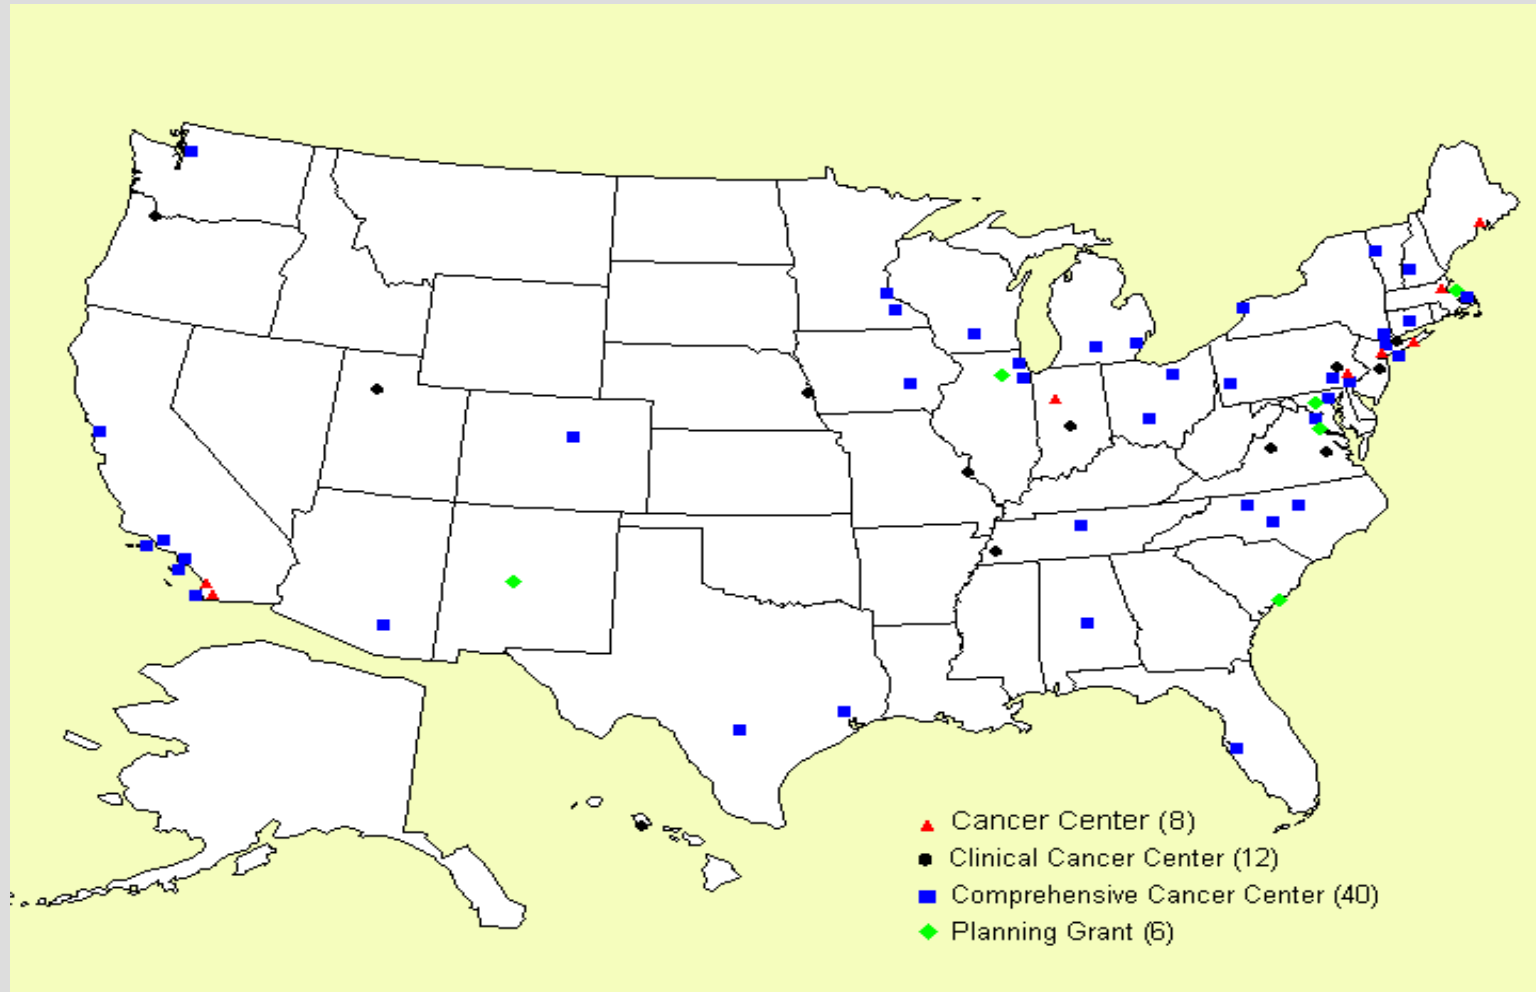 Cancer Center (8)
Clinical Cancer Center (12)
Comprehensive Cancer Center (40)
Planning Grant (6)